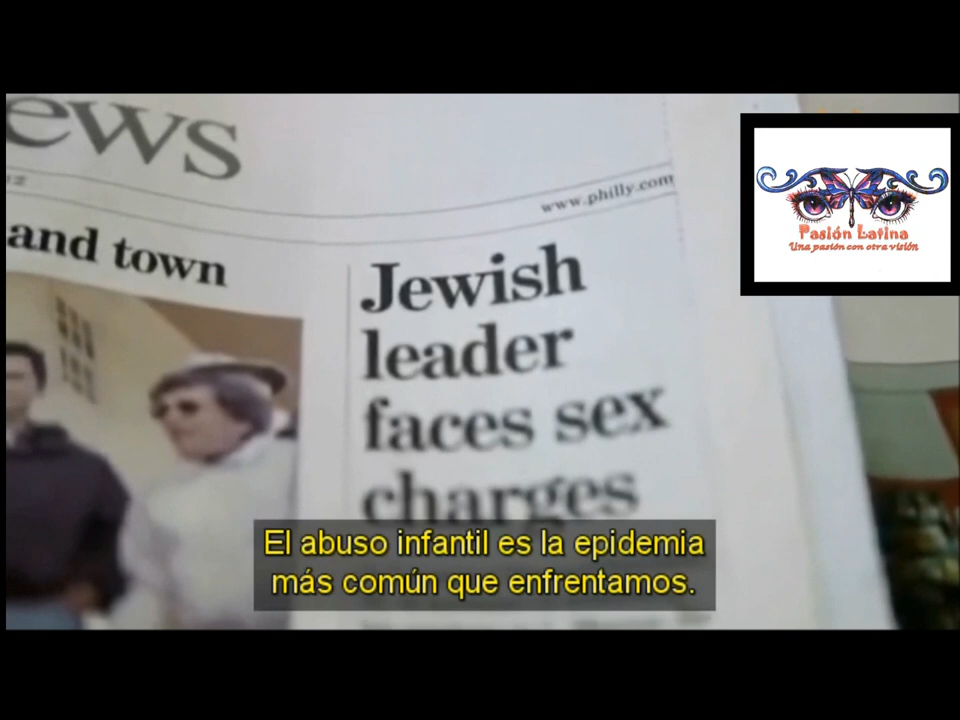 ews
www.philly.com
and town
Jewish
leader
faces sex
charges
Pasión Latina
Una pasión con otra visión
El abuso infantil es la epidemia
más común que enfrentamos.